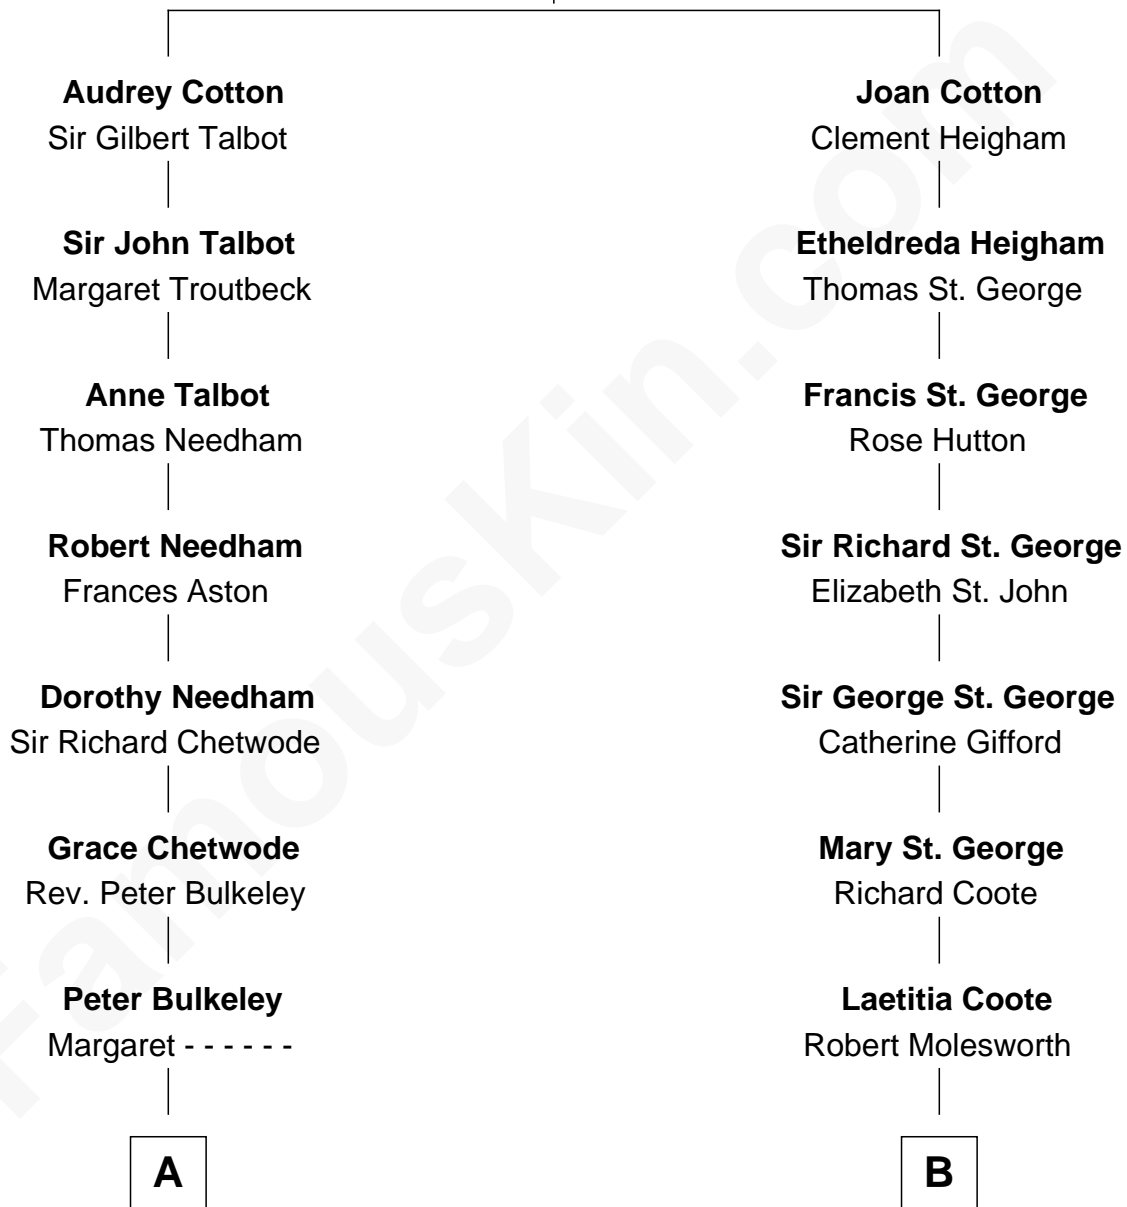 Audrey Cotton
Sir Gilbert Talbot
Sir John Talbot
Margaret Troutbeck
Anne Talbot
Thomas Needham
Robert Needham
Frances Aston
Dorothy Needham
Sir Richard Chetwode
Grace Chetwode
Rev. Peter Bulkeley
Peter Bulkeley
Margaret - - - - - -
A
Joan Cotton
Clement Heigham
Etheldreda Heigham
Thomas St. George
Francis St. George
Rose Hutton
Sir Richard St. George
Elizabeth St. John
Sir George St. George
Catherine Gifford
Mary St. George
Richard Coote
Laetitia Coote
Robert Molesworth
B
FamousKin.com